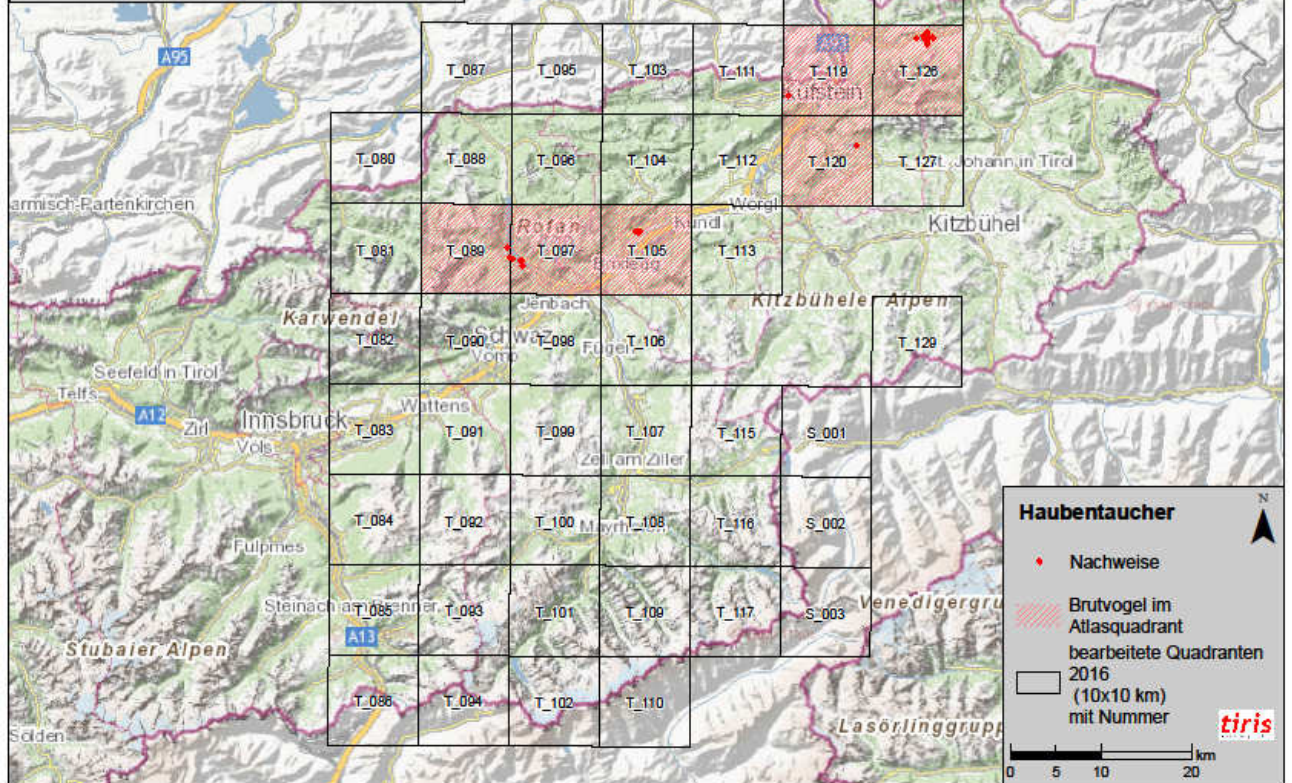 A95
T_087
T_095
T_103
T_111
T_119
T_126
Kufstein
T_080
T_088
T_096
T_104
T_112
T_120
T_127
t. Johann in Tirol
armisch-Partenkirchen
Wörgl
Rofan
Kundl
Kitzbühel
T_081
T_089
T_097
T_105
T_113
Brixlegg
Jenbach
Kitzbüheler Alpen
Karwendel
T_082
T_090
T_098
T_106
T_129
Schwaz
Vomp
Fügen
Seefeld in Tirol
Telfs
A12
Innsbruck
Wattens
Zirl
Völs
T_083
T_091
T_099
T_107
T_115
S_001
Zell am Ziller
T_084
T_092
T_100
T_108
T_116
S_002
Mayrhofen
Fulpmes
T_085
T_093
T_101
T_109
T_117
S_003
Steinach am Brenner
Venedigergru
A13
Stubaier Alpen
T_086
T_094
T_102
T_110
Sölden
Lasörlinggrupp
Haubentaucher
N
Nachweise
Brutvogel im
Atlasquadrant
bearbeitete Quadranten
2016
(10x10 km)
mit Nummer
tiris
km
0 5 10 20